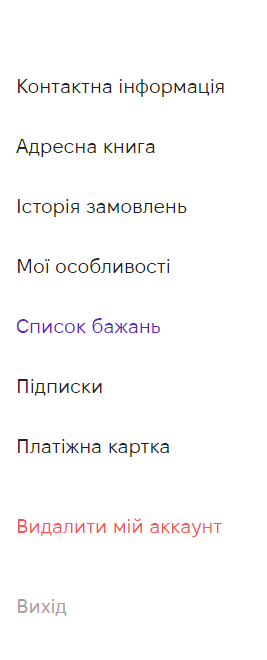 Контактна інформація
Адресна книга
Історія замовлень
Мої особливості
Список бажань
Підписки
Платіжна картка
Видалити мій аккаунт
Вихід